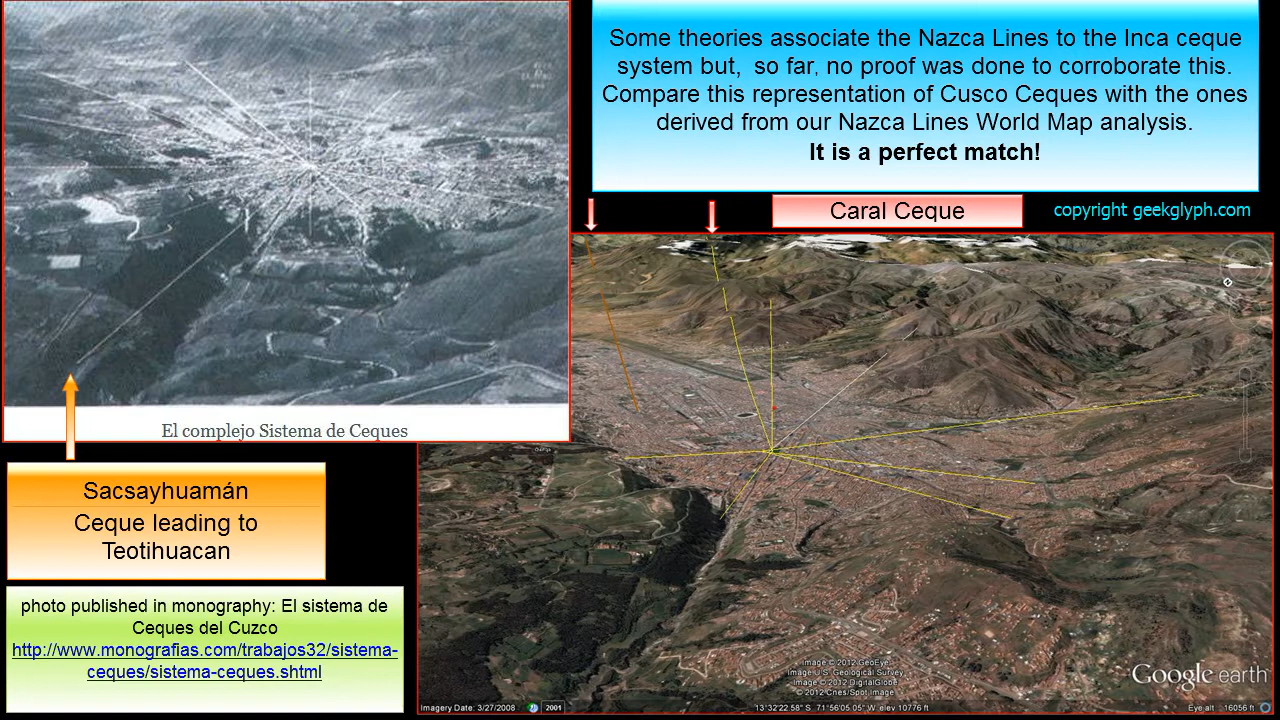 Some theories associate the Nazca Lines to the Inca ceque
system but, so far, no proof was done to corroborate this.
Compare this representation of Cusco Ceques with the ones
derived from our Nazca Lines World Map analysis.
It is a perfect match!
Caral Ceque
copyright geekglyph.com
El complejo Sistema de Ceques
Sacsayhuamán
Ceque leading to
Teotihuacan
photo published in monography: El sistema de
Ceques del Cuzco
http://www.monografias.com/trabajos32/sistema-
ceques/sistema-ceques.shtml
Image © 2012 GeoEye
Image U.S. Geological Survey
Image © 2012 DigitalGlobe
© 2012 Cnes/Spot Image
Google earth
Imagery Date: 3/27/2008
2001
13°32'22.58" S 71°56'05.05" W elev 10776 ft
Eye alt 16056 ft